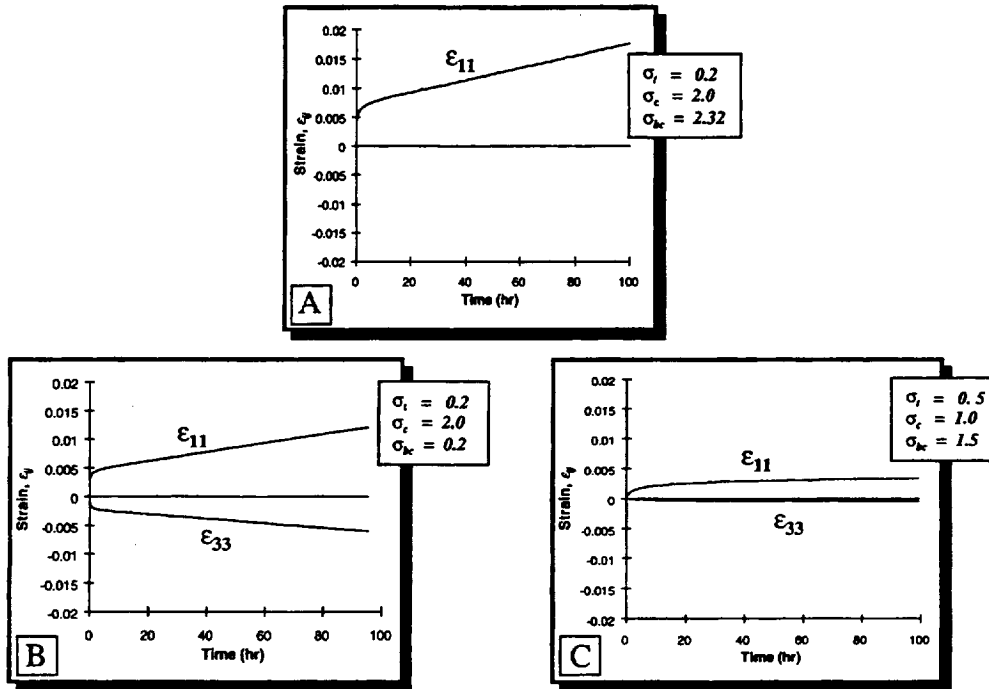 0.02
0.015
0.01
0.005
0
-0.005
-0.01
-0.015
-0.02
Strain, εij
ε11
σt = 0.2
σc = 2.0
σbc = 2.32
0 20 40 60 80 100
Time (hr)
A
0.02
0.015
0.01
0.005
0
-0.005
-0.01
-0.015
-0.02
Strain, εij
ε11
ε33
σt = 0.2
σc = 2.0
σbc = 0.2
0 20 40 60 80 100
Time (hr)
B
0.02
0.015
0.01
0.005
0
-0.005
-0.01
-0.015
-0.02
Strain, εij
ε11
ε33
σt = 0.5
σc = 1.0
σbc = 1.5
0 20 40 60 80 100
Time (hr)
C